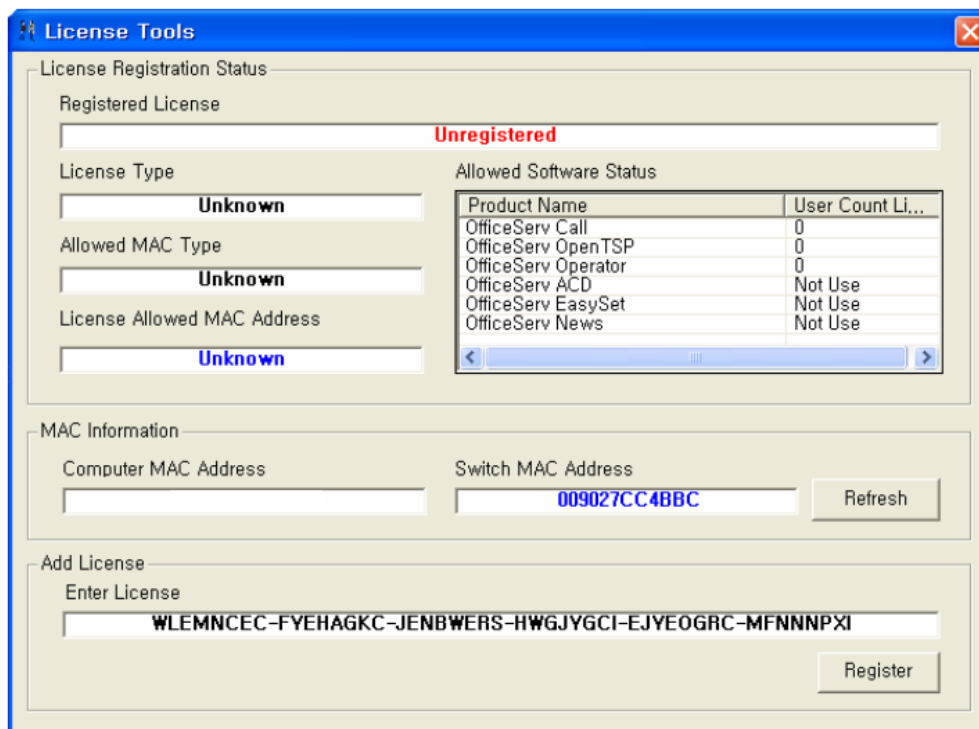 License Tools
License Registration Status
Registered License
Unregistered
License Type
Unknown
Allowed MAC Type
Unknown
License Allowed MAC Address
Unknown
Allowed Software Status
Product Name User Count Li...
OfficeServ Call 0
OfficeServ OpenTSP 0
OfficeServ Operator 0
OfficeServ ACD Not Use
OfficeServ EasySet Not Use
OfficeServ News Not Use
MAC Information
Computer MAC Address
Switch MAC Address
009027CC4BBC
Refresh
Add License
Enter License
WLEMNCEC-FYEHAGKC-JENBWERS-HWGJYGCI-EJYEOGRC-MFNNNPXI
Register